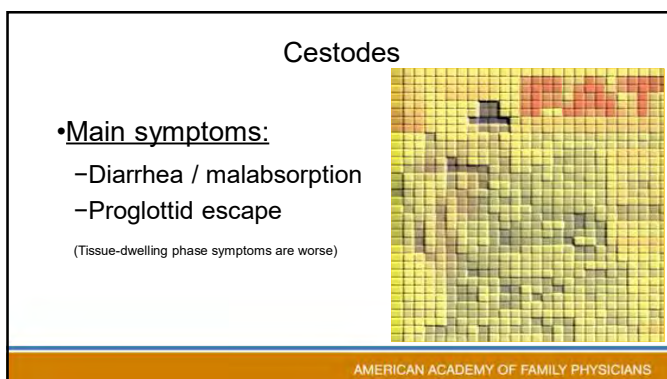 Cestodes
•Main symptoms:
–Diarrhea / malabsorption
–Proglottid escape
(Tissue-dwelling phase symptoms are worse)
AMERICAN ACADEMY OF FAMILY PHYSICIANS